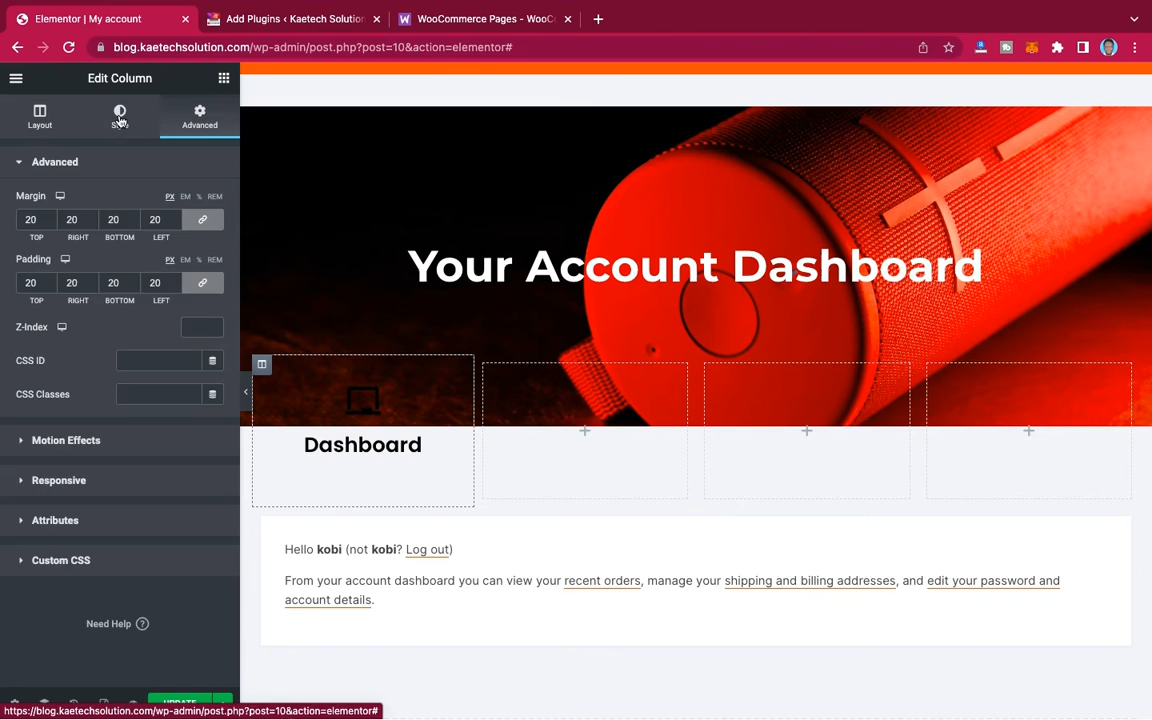 Elementor | My account
Add Plugins < Kaetech Solution
WooCommerce Pages - WooC
blog.kaetechsolution.com/wp-admin/post.php?post=10&action=elementor#
Edit Column
Layout
Advanced
Advanced
Margin
PX EM % REM
20 20 20 20
TOP RIGHT BOTTOM LEFT
Padding
PX EM % REM
20 20 20 20
TOP RIGHT BOTTOM LEFT
Z-Index
CSS ID
CSS Classes
Motion Effects
Responsive
Attributes
Custom CSS
Need Help ?
https://blog.kaetechsolution.com/wp-admin/post.php?post=10&action=elementor#
Your Account Dashboard
Dashboard
Hello kobi (not kobi? Log out)
From your account dashboard you can view your recent orders, manage your shipping and billing addresses, and edit your password and
account details.